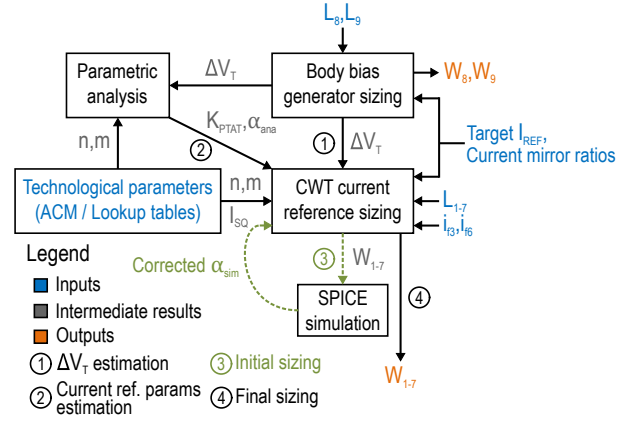 L8,L9
Parametric
analysis
ΔVT
Body bias
generator sizing
W8,W9
KPTAT,αana
n,m
2
1
ΔVT
Target IREF,
Current mirror ratios
Technological parameters
(ACM / Lookup tables)
n,m
ISQ
CWT current
reference sizing
L1-7
if3,if6
Corrected αsim
3
W1-7
4
SPICE
simulation
W1-7
Legend
Inputs
Intermediate results
Outputs
1 ΔVT estimation
2 Current ref. params
estimation
3 Initial sizing
4 Final sizing